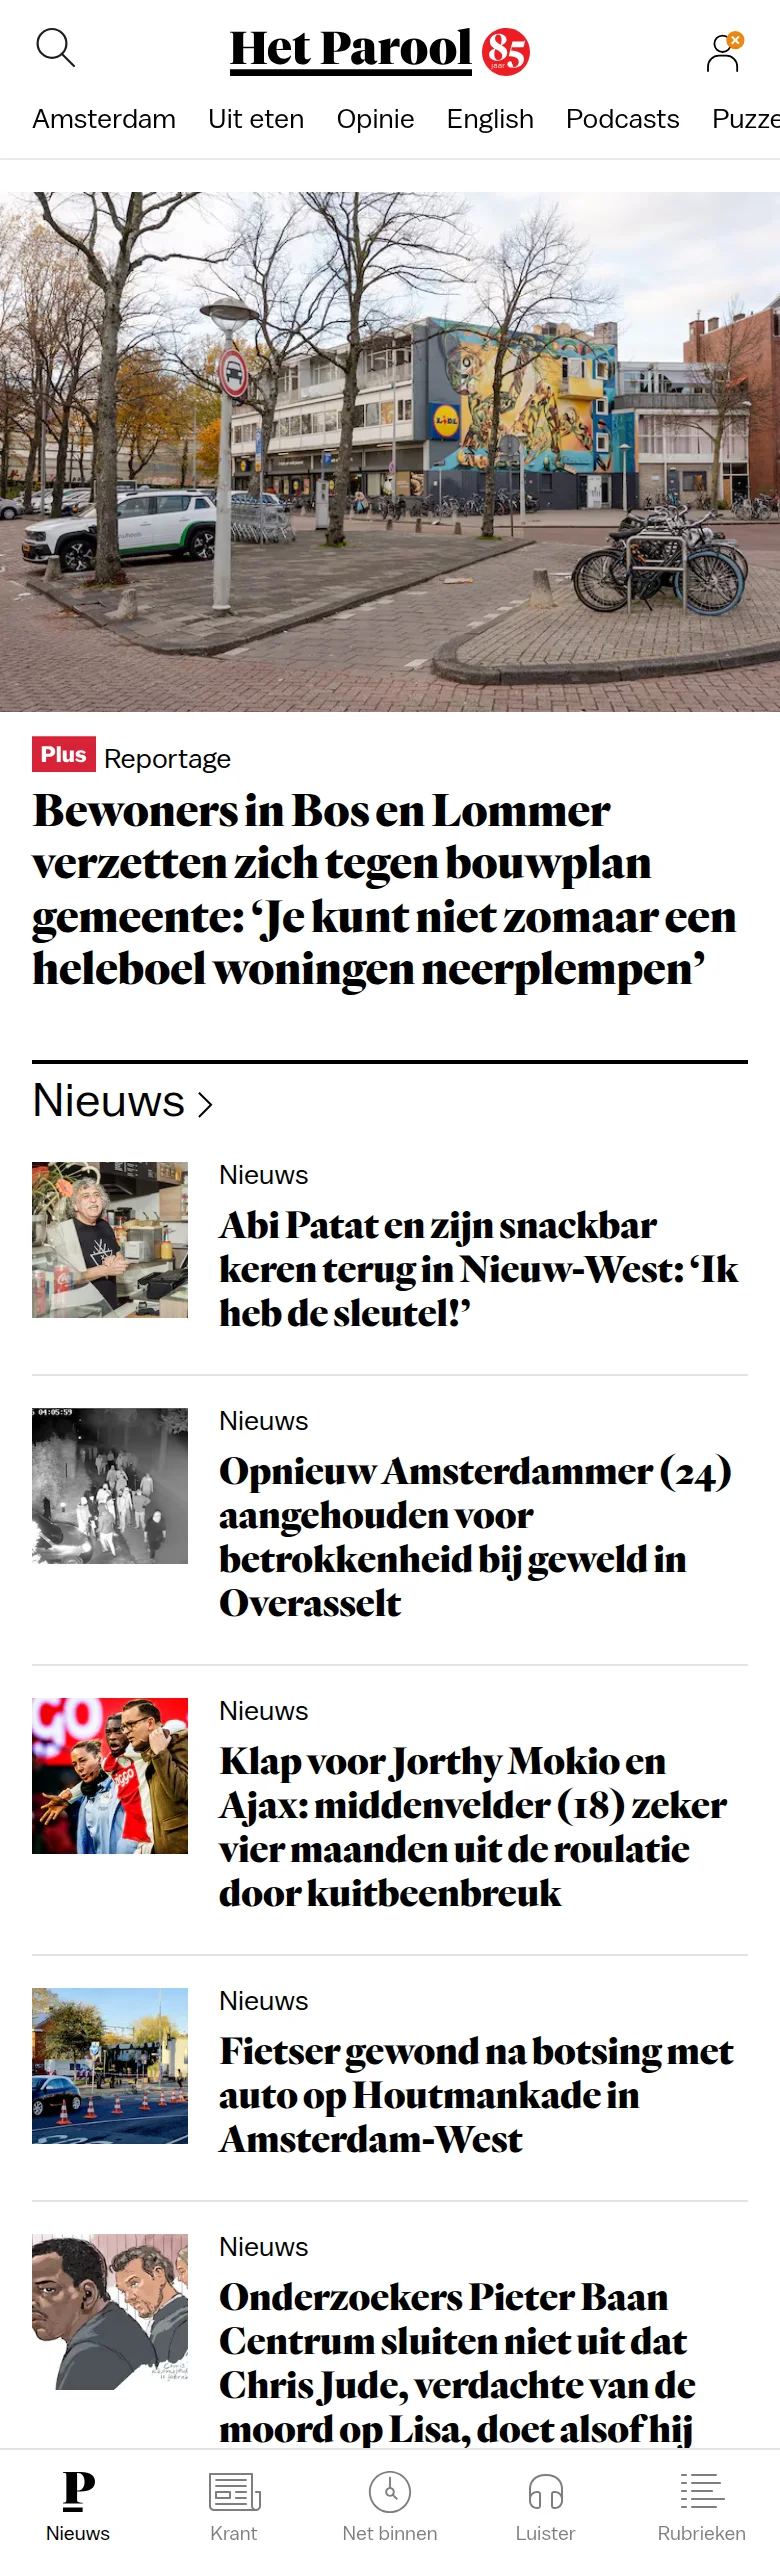 Het Parool 85 jaar
Amsterdam Uit eten Opinie English Podcasts Puzze
LIDL
Plus Reportage
Bewoners in Bos en Lommer
verzetten zich tegen bouwplan
gemeente: ‘Je kunt niet zomaar een
heleboel woningen neerplempen’
Nieuws
Nieuws
Abi Patat en zijn snackbar
keren terug in Nieuw-West: ‘Ik
heb de sleutel!’
04:05:59
Nieuws
Opnieuw Amsterdammer (24)
aangehouden voor
betrokkenheid bij geweld in
Overasselt
Nieuws
Klap voor Jorthy Mokio en
Ajax: middenvelder (18) zeker
vier maanden uit de roulatie
door kuitbeenbreuk
Nieuws
Fietser gewond na botsing met
auto op Houtmankade in
Amsterdam-West
Nieuws
Onderzoekers Pieter Baan
Centrum sluiten niet uit dat
Chris Jude, verdachte van de
moord op Lisa, doet alsof hij
P
Nieuws Krant Net binnen Luister Rubrieken